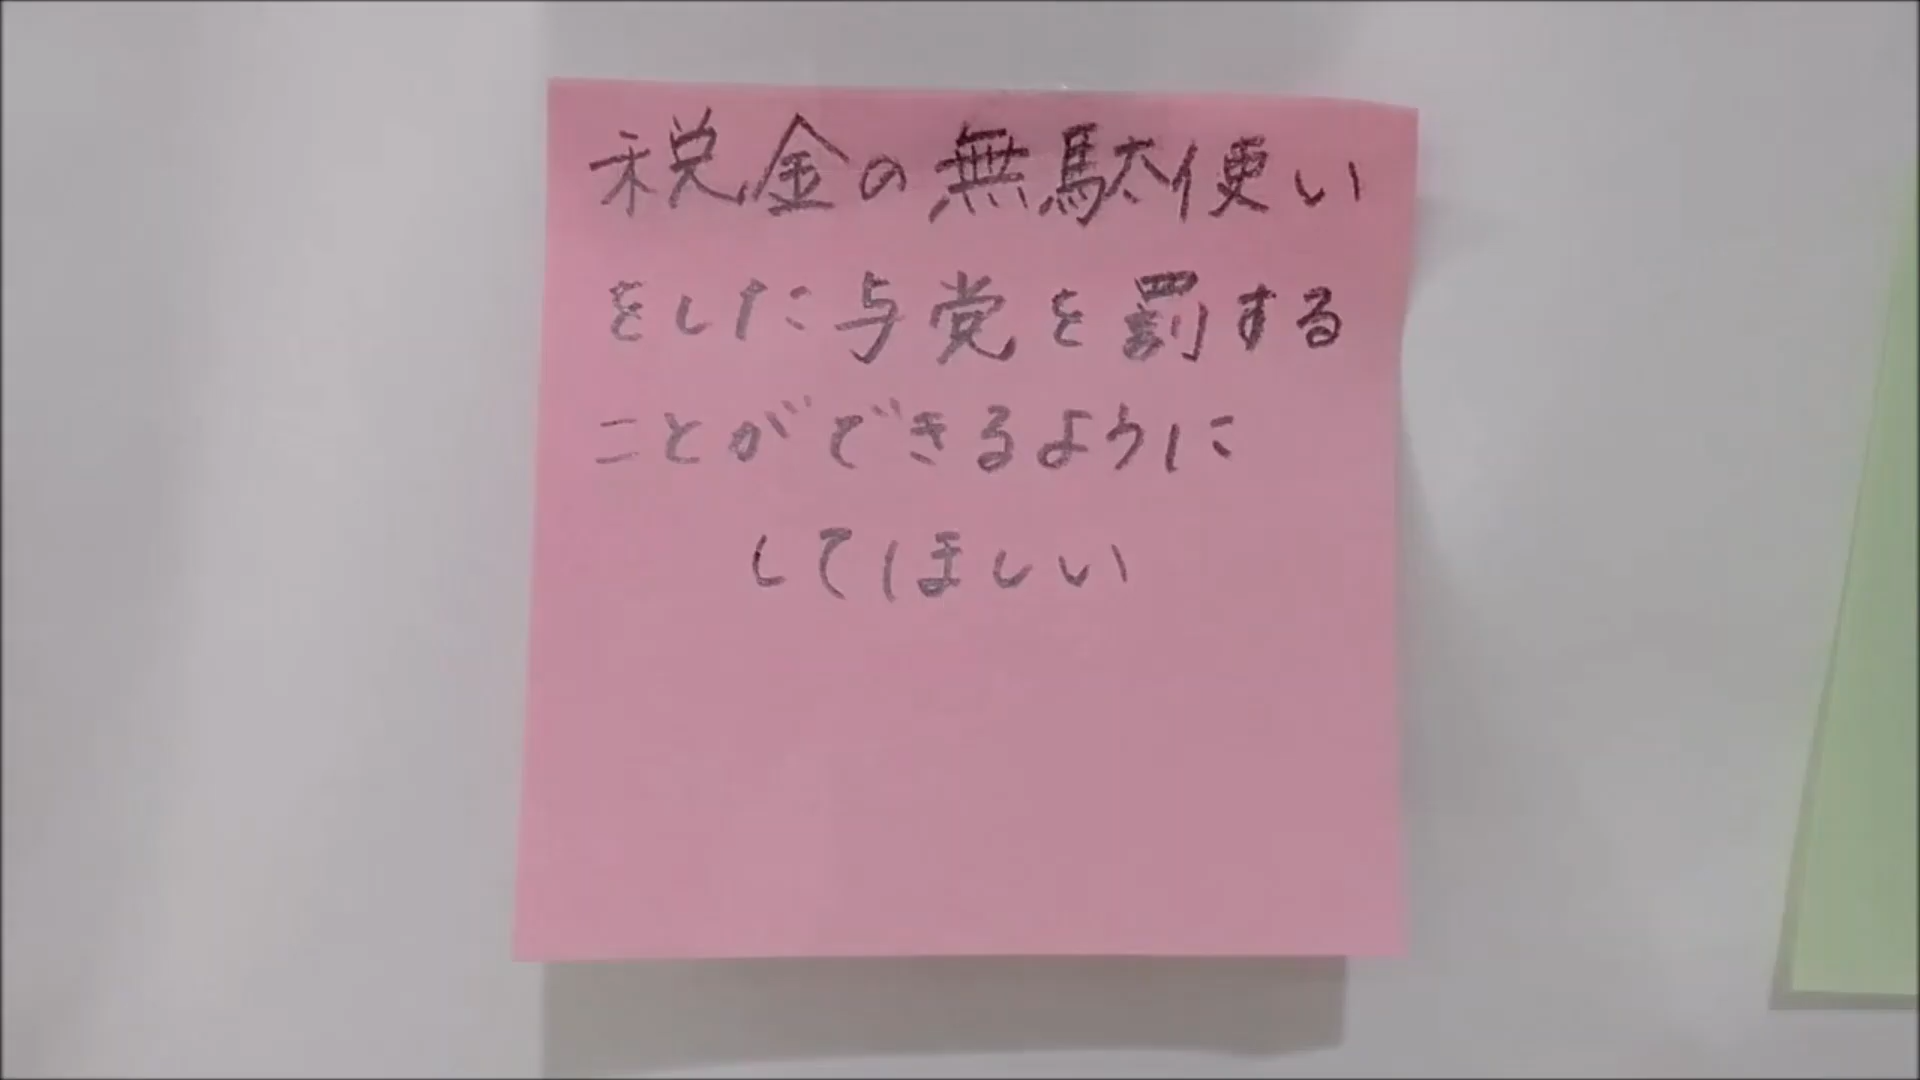 税金の無駄使い
をした与党を罰する
ことができるように
してほしい